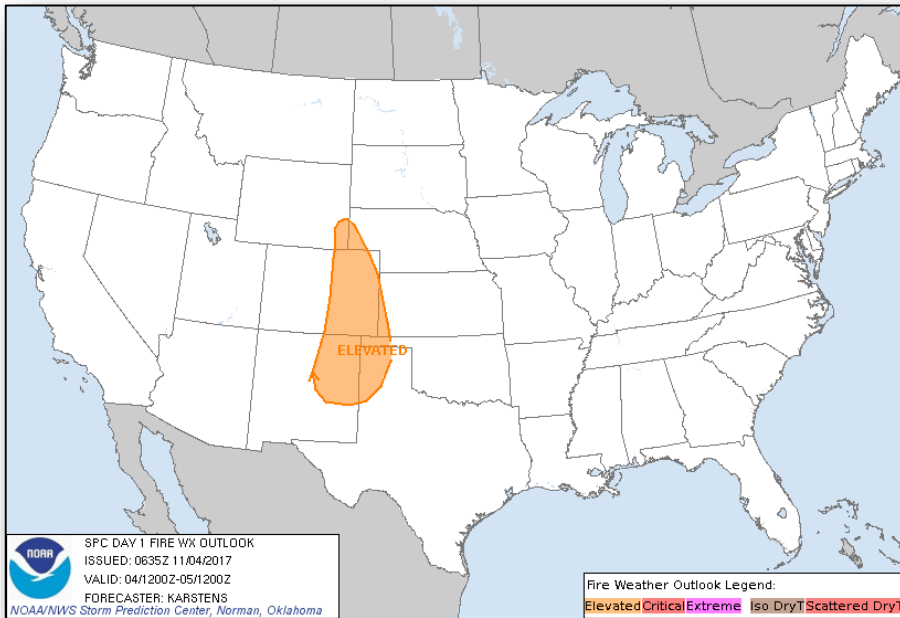 ELEVATED
NOAA
SPC DAY 1 FIRE WX OUTLOOK
ISSUED: 0635Z 11/04/2017
VALID: 04/1200Z-05/1200Z
FORECASTER: KARSTENS
NOAA/NWS Storm Prediction Center, Norman, Oklahoma
Fire Weather Outlook Legend:
Elevated Critical Extreme Iso DryT Scattered DryT